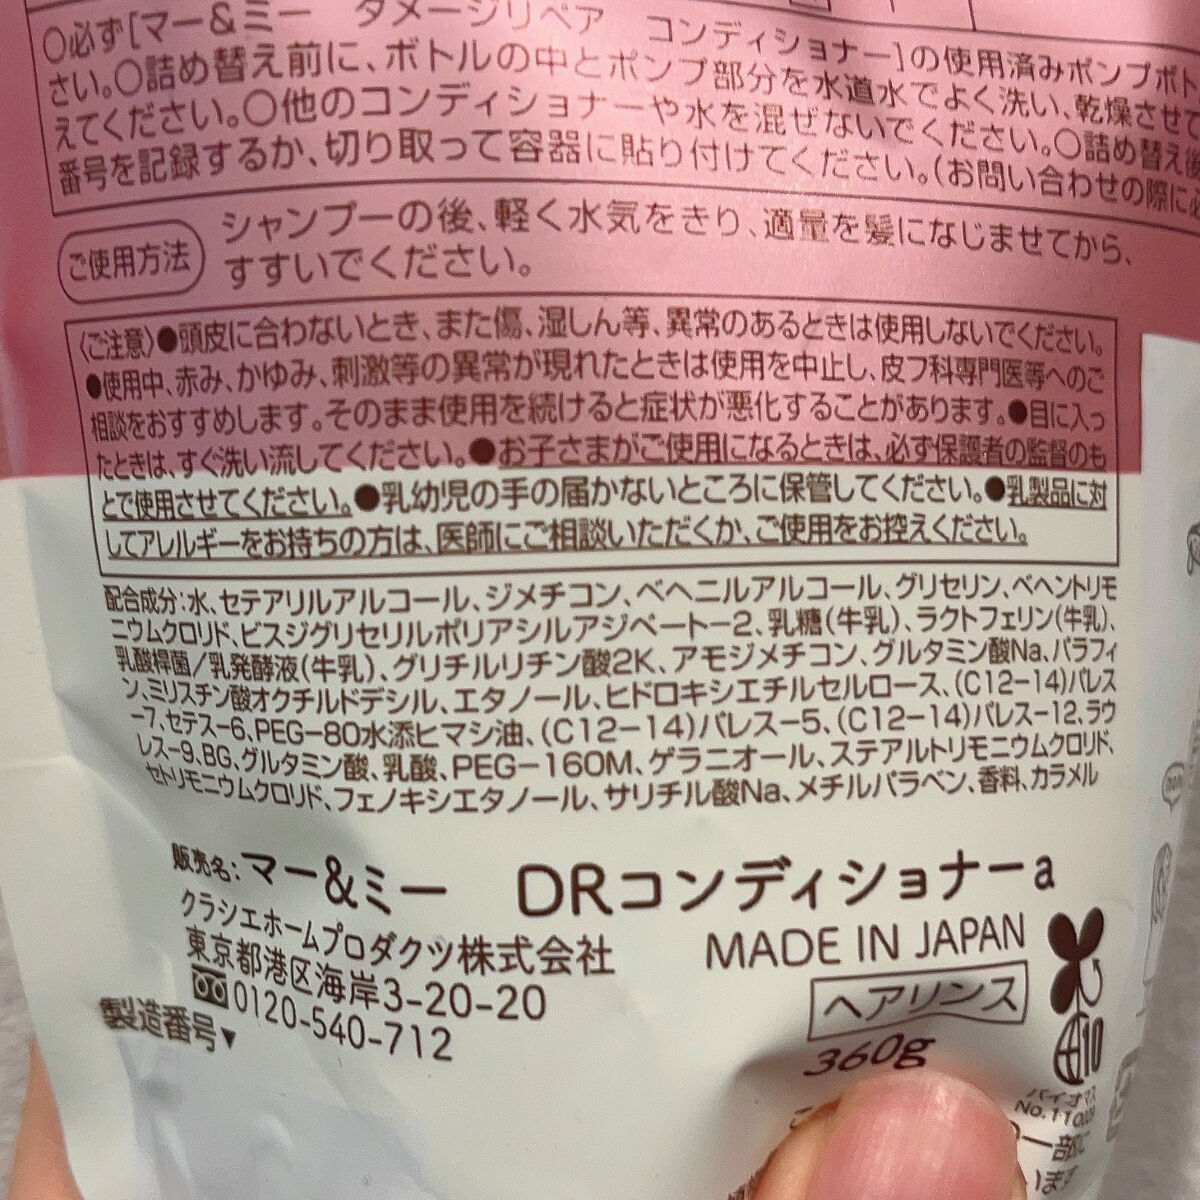 ○必ず[マー&ミー　ダメージリペア　コンディショナー]の使用済みポンプボト
さい。○詰め替え前に、ボトルの中とポンプ部分を水道水でよく洗い、乾燥させて
えてください。○他のコンディショナーや水を混ぜないでください。○詰め替え後
番号を記録するか、切り取って容器に貼り付けてください。(お問い合わせの際に必
ご使用方法
シャンプーの後、軽く水気をきり、適量を髪になじませてから、
すすいでください。
〈ご注意〉●頭皮に合わないとき、また傷、湿しん等、異常のあるときは使用しないでください。
●使用中、赤み、かゆみ、刺激等の異常が現れたときは使用を中止し、皮フ科専門医等へのご
相談をおすすめします。そのまま使用を続けると症状が悪化することがあります。●目に入っ
たときは、すぐ洗い流してください。●お子さまがご使用になるときは、必ず保護者の監督のも
とで使用させてください。●乳幼児の手の届かないところに保管してください。●乳製品に対
してアレルギーをお持ちの方は、医師にご相談いただくか、ご使用をお控えください。
配合成分：水、セテアリルアルコール、ジメチコン、ベヘニルアルコール、グリセリン、ベヘントリモ
ニウムクロリド、ビスジグリセリルポリアシルアジペート-2、乳糖(牛乳)、ラクトフェリン(牛乳)、
乳酸桿菌/乳発酵液(牛乳)、グリチルリチン酸2K、アモジメチコン、グルタミン酸Na、パラフィ
ン、ミリスチン酸オクチルドデシル、エタノール、ヒドロキシエチルセルロース、(C12-14)パレス
-7、セテス-6、PEG-80水添ヒマシ油、(C12-14)パレス-5、(C12-14)パレス-12、ラウ
レス-9、BG、グルタミン酸、乳酸、PEG-160M、ゲラニオール、ステアルトリモニウムクロリド、
セトリモニウムクロリド、フェノキシエタノール、サリチル酸Na、メチルパラベン、香料、カラメル
販売名：マー&ミー　DRコンディショナーa
クラシエホームプロダクツ株式会社
東京都港区海岸3-20-20
0120-540-712
製造番号▼
MADE IN JAPAN
ヘアリンス
360g
10
バイオマス
一部に
います